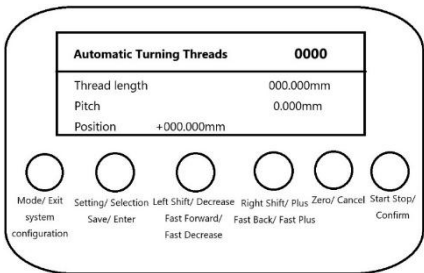 Automatic Turning Threads 0000
Thread length 000.000mm
Pitch 0.000mm
Position +000.000mm
Mode/ Exit
system
configuration
Setting/ Selection
Save/ Enter
Left Shift/ Decrease
Fast Forward/
Fast Decrease
Right Shift/ Plus
Fast Back/ Fast Plus
Zero/ Cancel
Start Stop/
Confirm